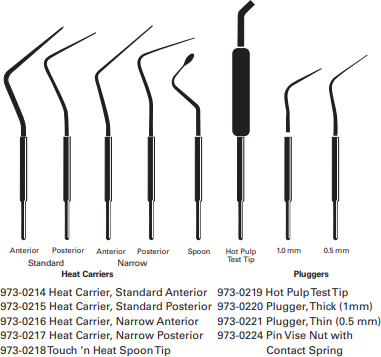 Anterior Posterior Anterior Posterior Spoon Hot Pulp Test Tip 1.0 mm 0.5 mm
Standard Narrow
Heat Carriers Pluggers
973-0214 Heat Carrier, Standard Anterior
973-0215 Heat Carrier, Standard Posterior
973-0216 Heat Carrier, Narrow Anterior
973-0217 Heat Carrier, Narrow Posterior
973-0218 Touch 'n Heat Spoon Tip
973-0219 Hot Pulp Test Tip
973-0220 Plugger, Thick (1mm)
973-0221 Plugger, Thin (0.5 mm)
973-0224 Pin Vise Nut with
Contact Spring